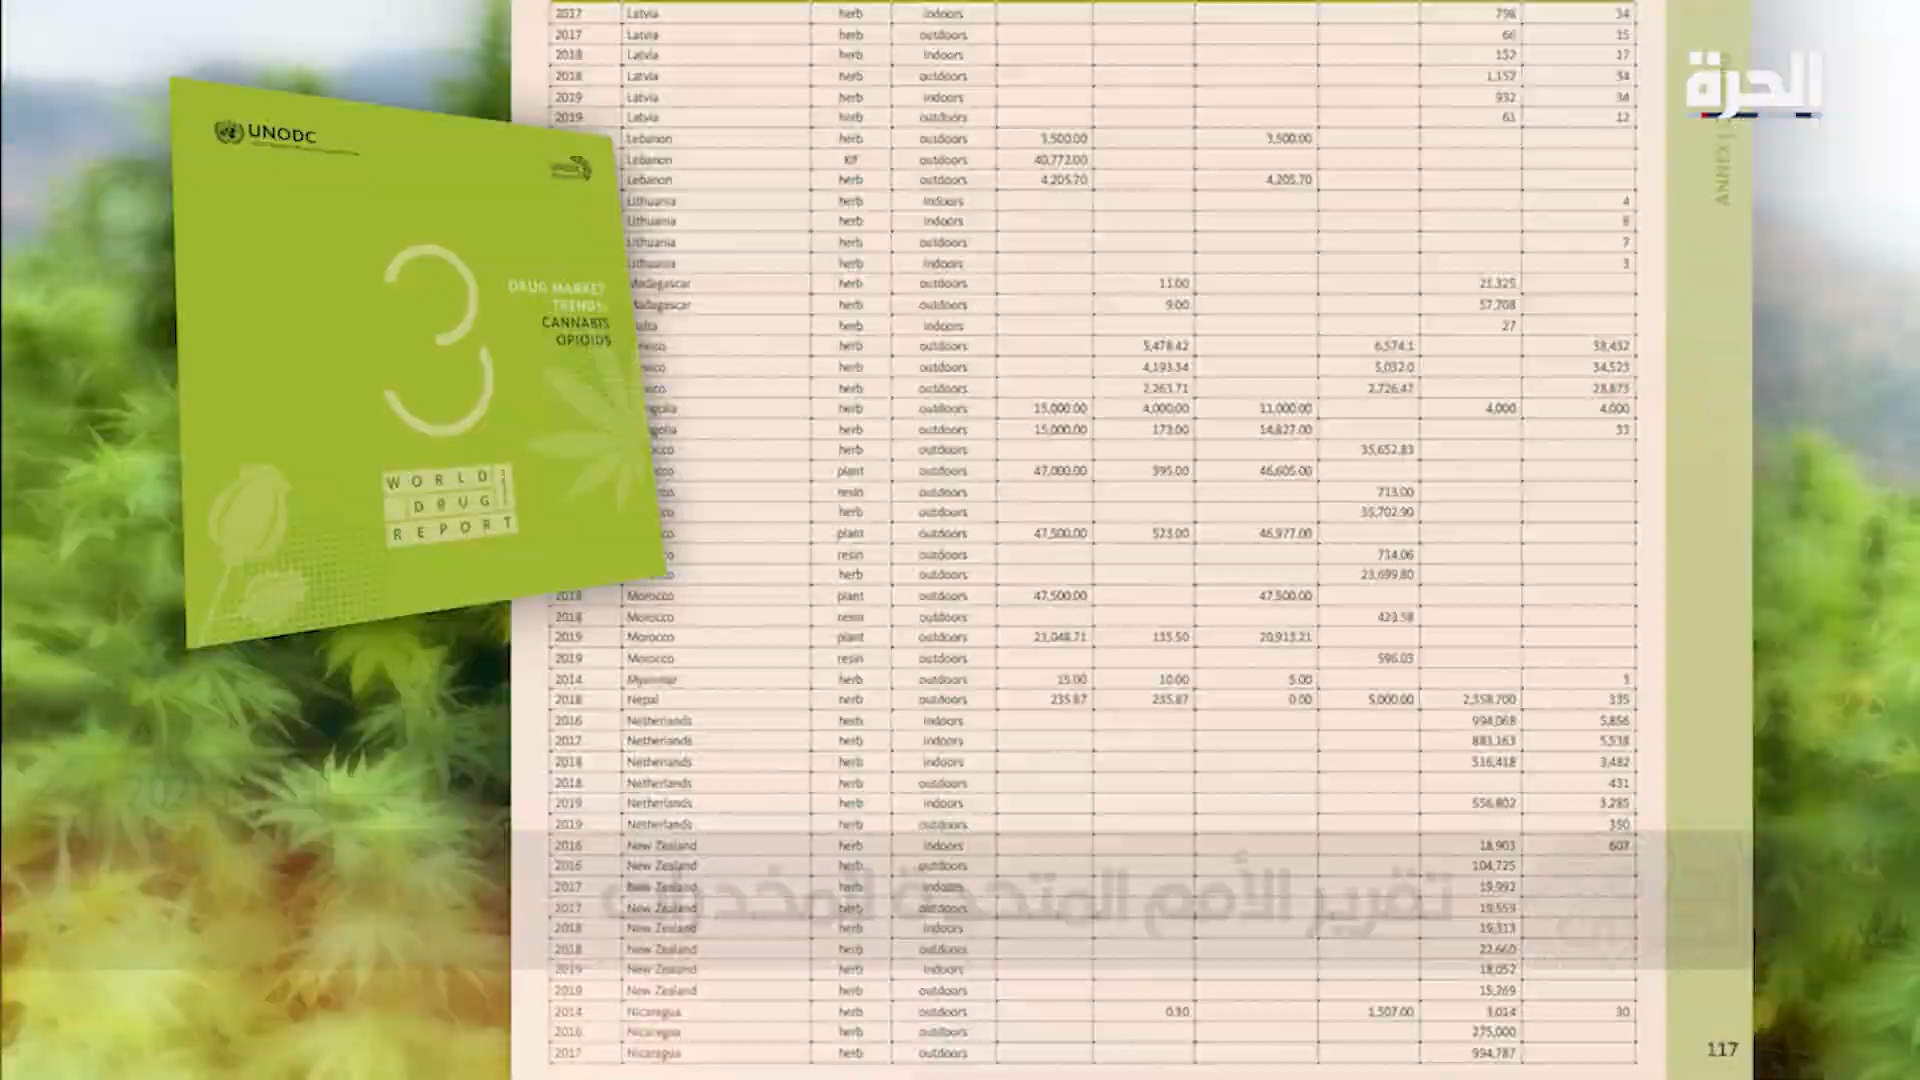 2017 Latvia herb indoors 798 34
2017 Latvia herb outdoors 66 15
2018 Latvia herb indoors 152 17
2018 Latvia herb outdoors 1,157 34
2019 Latvia herb indoors 932 34
2019 Latvia herb outdoors 61 12
Lebanon herb outdoors 3,500.00 3,500.00
Lebanon kif outdoors 40,772.00
Lebanon herb outdoors 4,205.70 4,205.70
Lithuania herb indoors 4
Lithuania herb indoors 8
Lithuania herb outdoors 7
Lithuania herb indoors 3
Madagascar herb outdoors 11.00 21,325
Madagascar herb outdoors 9.00 57,708
herb indoors 27
herb outdoors 5,478.42 6,574.1 38,432
herb outdoors 4,193.34 5,032.0 34,523
herb outdoors 2,263.71 2,726.47 28,873
herb outdoors 15,000.00 4,000.00 11,000.00 4,000 4,000
herb outdoors 15,000.00 173.00 14,827.00 33
herb outdoors 35,652.83
plant outdoors 47,000.00 395.00 46,605.00
resin outdoors 713.00
herb outdoors 35,702.90
plant outdoors 47,500.00 523.00 46,977.00
resin outdoors 714.06
herb outdoors 23,699.80
2018 Morocco plant outdoors 47,500.00 47,500.00
2018 Morocco resin outdoors 423.58
2019 Morocco plant outdoors 21,048.71 135.50 20,913.21
2019 Morocco resin outdoors 596.03
2014 Myanmar herb outdoors 15.00 10.00 5.00
2018 Nepal herb outdoors 235.87 235.87 0.00 5,000.00 2,358,700 335
2016 Netherlands herb indoors 994,068 5,856
2017 Netherlands herb indoors 883,163 5,538
2018 Netherlands herb indoors 516,418 3,482
2018 Netherlands herb outdoors 431
2019 Netherlands herb indoors 556,802 3,285
2019 Netherlands herb outdoors 350
2016 New Zealand herb indoors 18,903 607
2016 New Zealand herb outdoors 104,725
2017 New Zealand herb indoors 19,992
2017 New Zealand herb outdoors 19,559
2018 New Zealand herb indoors 19,313
2018 New Zealand herb outdoors 22,660
2019 New Zealand herb indoors 18,052
2019 New Zealand herb outdoors 15,269
2014 Nicaragua herb outdoors 0.30 1,507.00 3,014 30
2016 Nicaragua herb outdoors 275,000
2017 Nicaragua herb outdoors 994,787
117
ANNEX
الحرة
UNODC
3
DRUG MARKET
TRENDS:
CANNABIS
OPIOIDS
WORLD
DRUG
REPORT
تقرير الأمم المتحدة للمخدرات